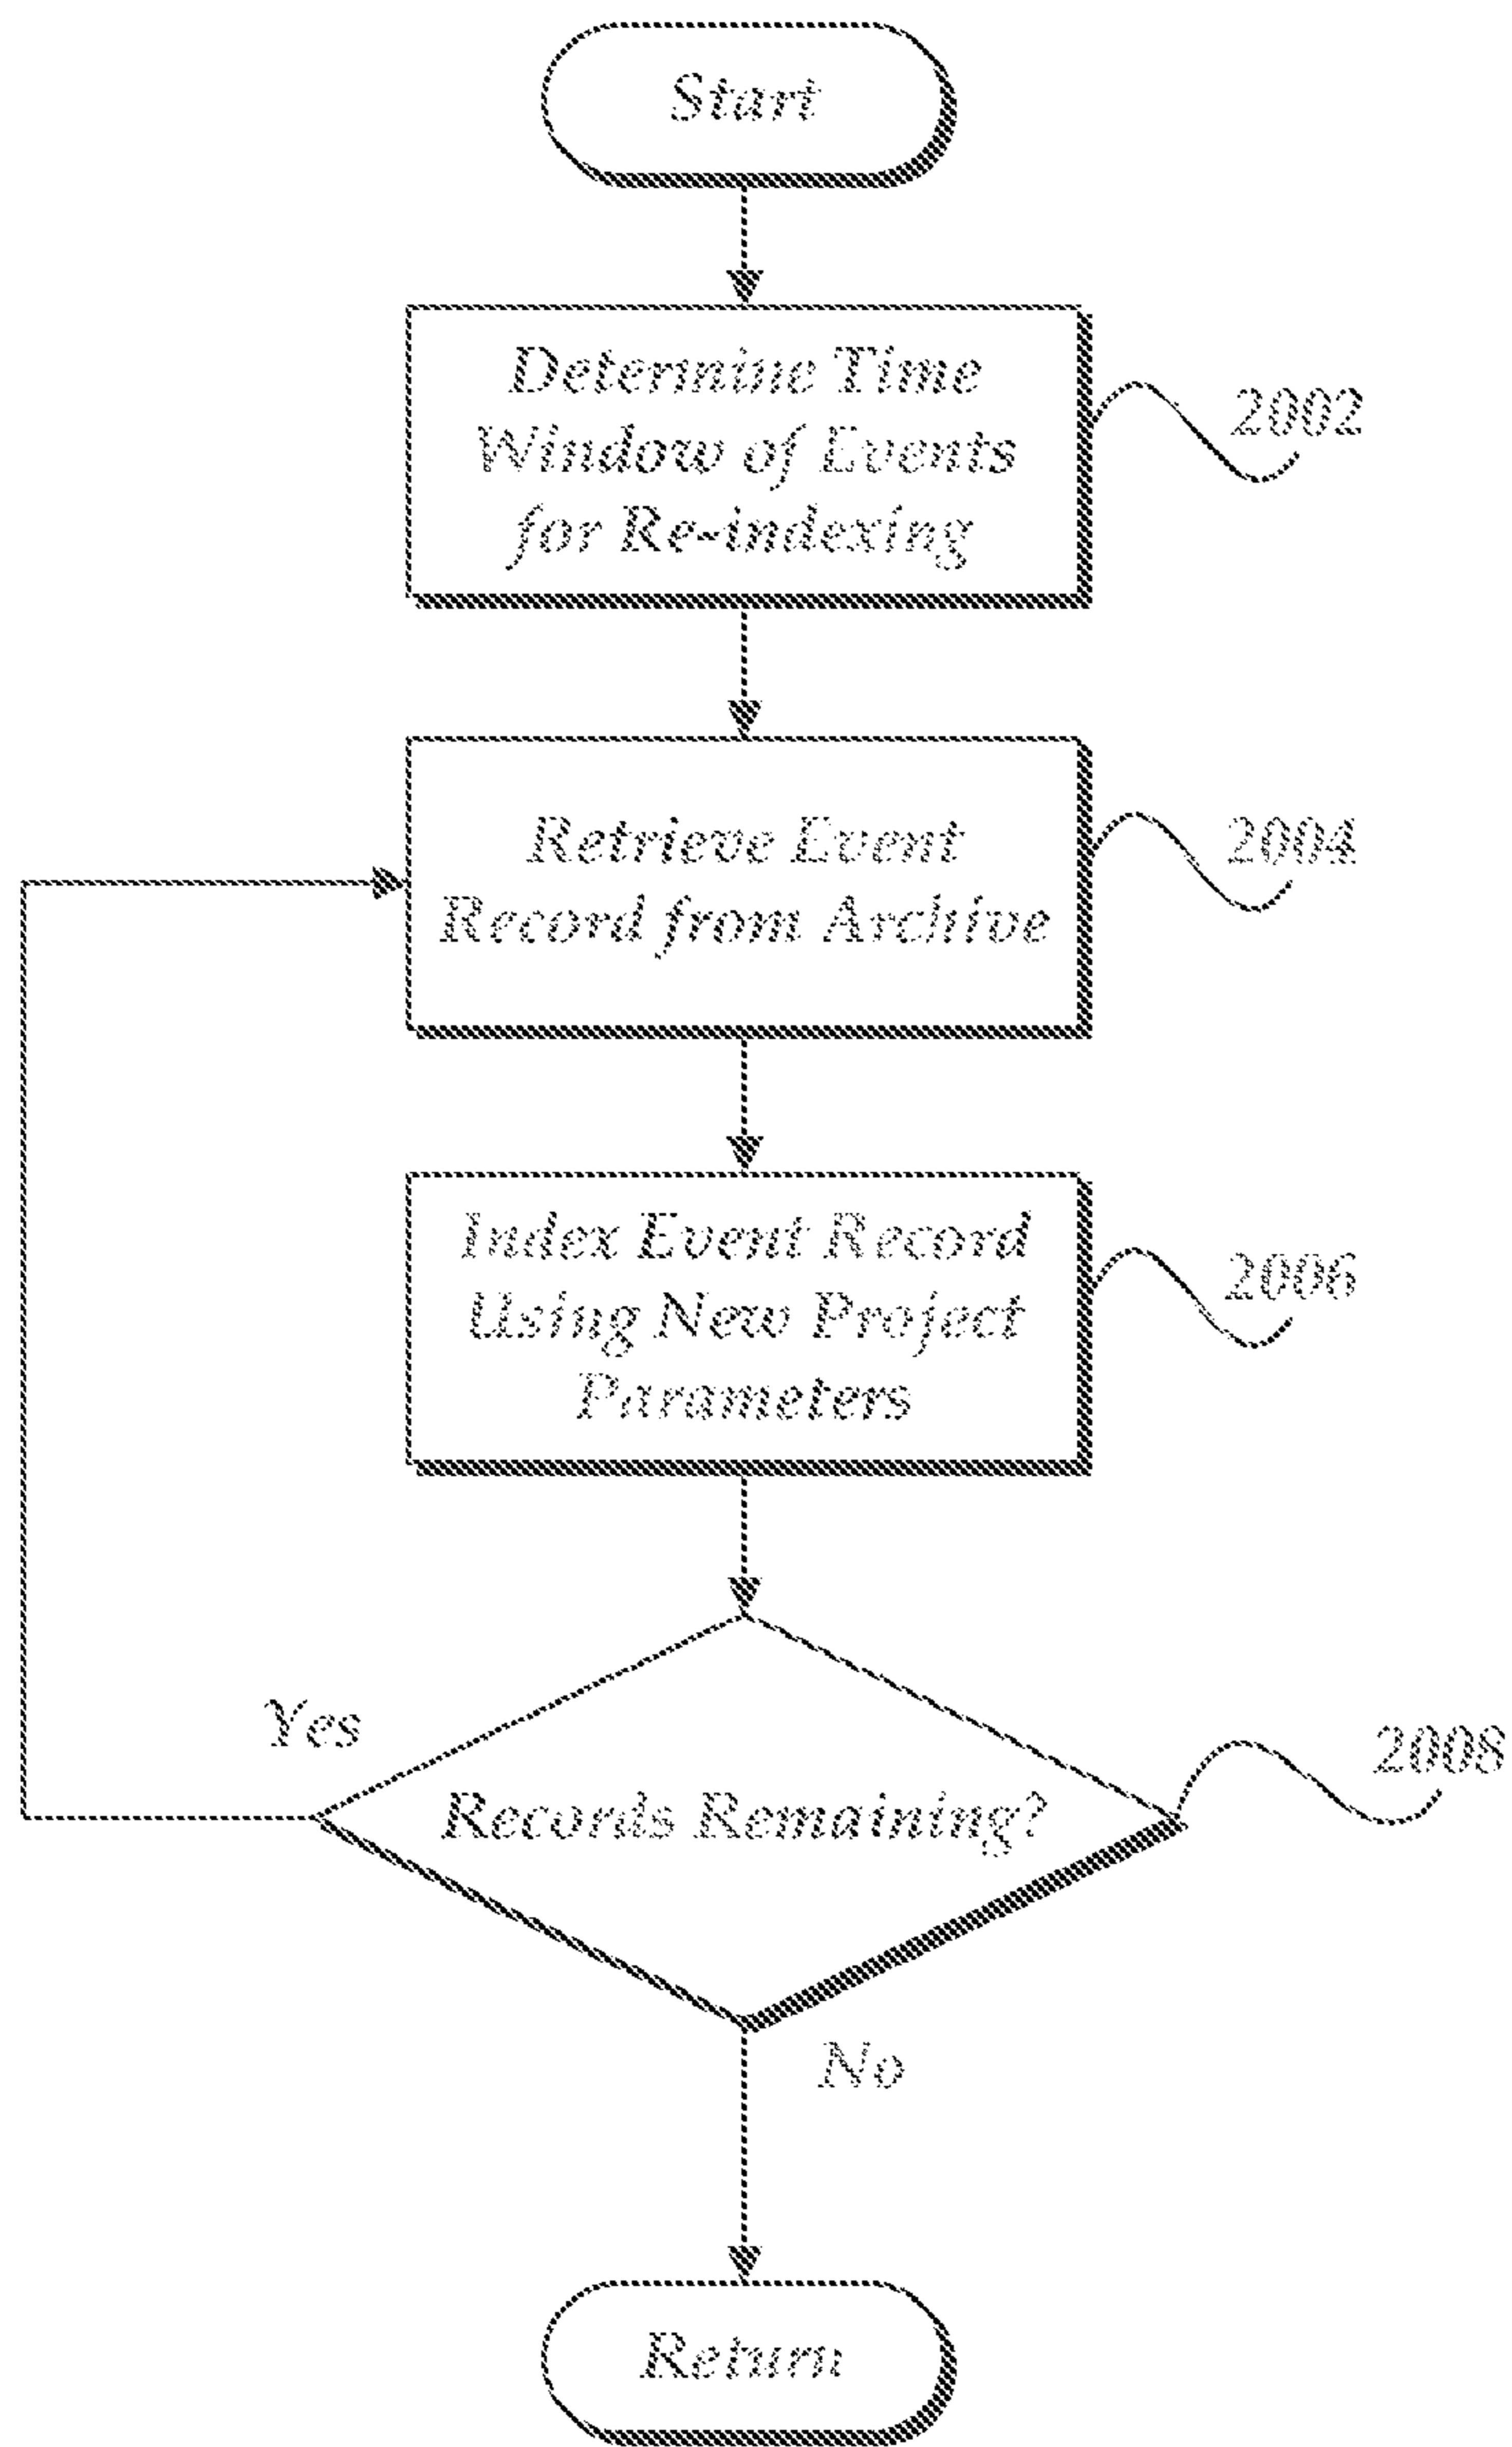 Start
Determine Time
Window of Events
for Re-indexing
2002
Retrieve Event
Record from Archive
2004
Index Event Record
Using New Project
Parameters
2006
Yes
Records Remaining?
2008
No
Return